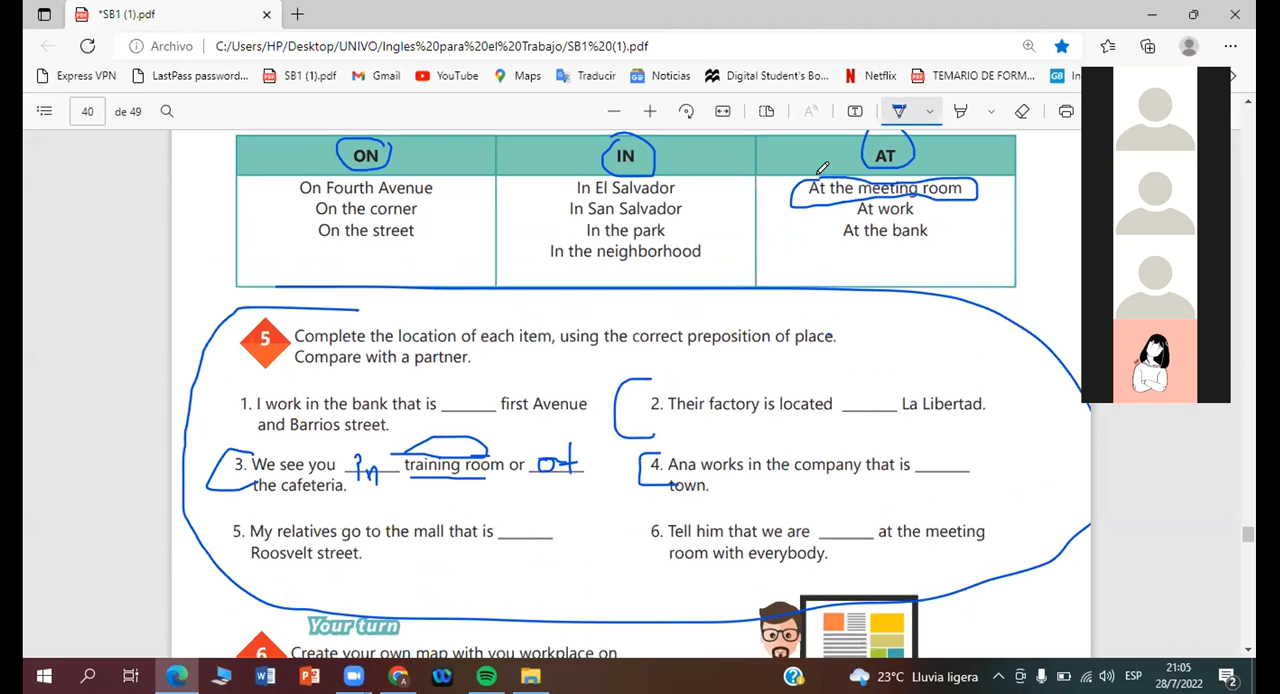 *SB1 (1).pdf
Archivo
C:/Users/HP/Desktop/UNIVO/Ingles%20para%20el%20Trabajo/SB1%20(1).pdf
Express VPN
LastPass password...
SB1 (1).pdf
Gmail
YouTube
Maps
Traducir
Noticias
Digital Student's Bo...
Netflix
TEMARIO DE FORM...
GB
In
40
de 49
ON
IN
AT
On Fourth Avenue
In El Salvador
At the meeting room
On the corner
In San Salvador
At work
On the street
In the park
At the bank
In the neighborhood
5
Complete the location of each item, using the correct preposition of place.
Compare with a partner.
1. I work in the bank that is ______ first Avenue
and Barrios street.
2. Their factory is located ______ La Libertad.
3. We see you in training room or at
the cafeteria.
4. Ana works in the company that is ______
town.
5. My relatives go to the mall that is ______
Roosvelt street.
6. Tell him that we are ______ at the meeting
room with everybody.
Your turn
6
Create your own map with you workplace on
23°C Lluvia ligera
ESP
21:05
28/7/2022
2